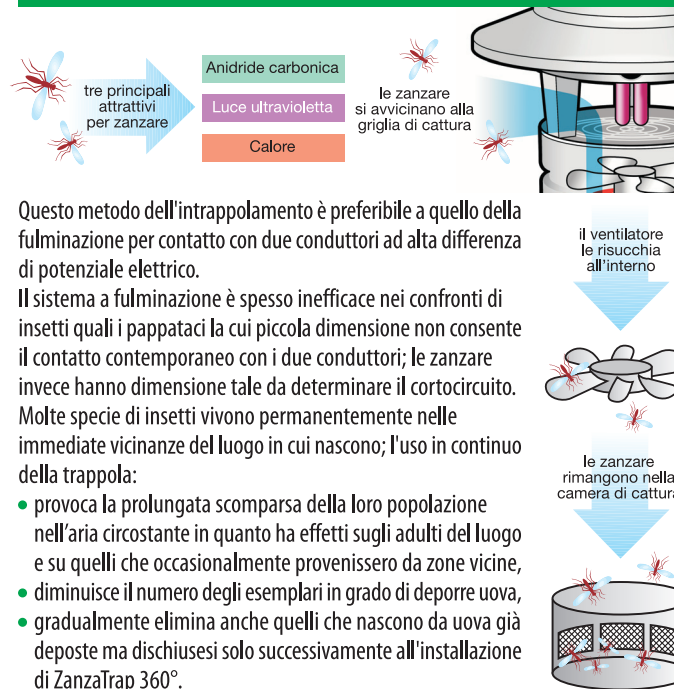 tre principali
attrattivi
per zanzare
Anidride carbonica
Luce ultravioletta
Calore
le zanzare
si avvicinano alla
griglia di cattura
Questo metodo dell'intrappolamento è preferibile a quello della
fulminazione per contatto con due conduttori ad alta differenza
di potenziale elettrico.
Il sistema a fulminazione è spesso inefficace nei confronti di
insetti quali i pappataci la cui piccola dimensione non consente
il contatto contemporaneo con i due conduttori; le zanzare
invece hanno dimensione tale da determinare il cortocircuito.
Molte specie di insetti vivono permanentemente nelle
immediate vicinanze del luogo in cui nascono; l'uso in continuo
della trappola:
• provoca la prolungata scomparsa della loro popolazione
nell'aria circostante in quanto ha effetti sugli adulti del luogo
e su quelli che occasionalmente provenissero da zone vicine,
• diminuisce il numero degli esemplari in grado di deporre uova,
• gradualmente elimina anche quelli che nascono da uova già
deposte ma dischiusesi solo successivamente all'installazione
di ZanzaTrap 360°.
il ventilatore
le risucchia
all'interno
le zanzare
rimangono nella
camera di cattura